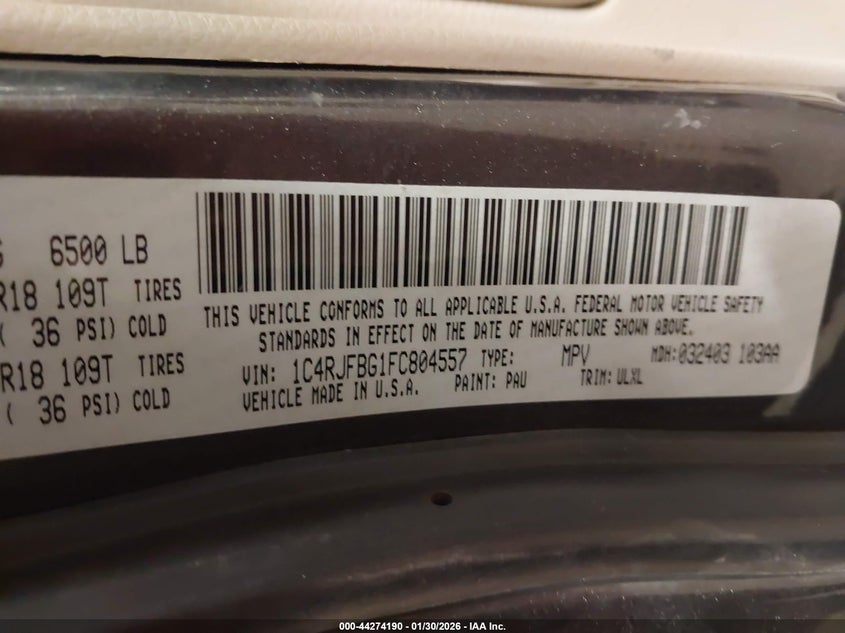 6500 LB
R18 109T TIRES
( 36 PSI) COLD
R18 109T TIRES
( 36 PSI) COLD
THIS VEHICLE CONFORMS TO ALL APPLICABLE U.S.A. FEDERAL MOTOR VEHICLE SAFETY
STANDARDS IN EFFECT ON THE DATE OF MANUFACTURE SHOWN ABOVE.
VIN: 1C4RJFBG1FC804557 TYPE: MPV MDH:032403 103AA
VEHICLE MADE IN U.S.A. PAINT: PAU TRIM: ULXL
000-44274190 - 01/30/2026 - IAA Inc.